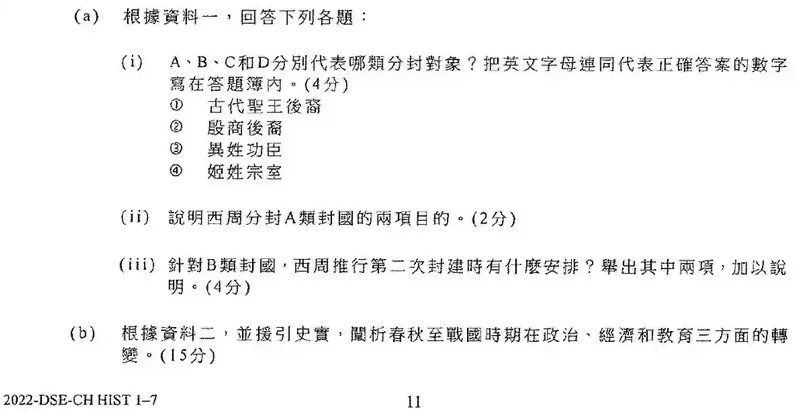 (a) 根據資料一，回答下列各題：
(i) A、B、C和D分別代表哪類分封對象？把英文字母連同代表正確答案的數字
寫在答題簿內。(4分)
① 古代聖王後裔
② 殷商後裔
③ 異姓功臣
④ 姬姓宗室
(ii) 說明西周分封A類封國的兩項目的。(2分)
(iii) 針對B類封國，西周推行第二次封建時有什麼安排？舉出其中兩項，加以說
明。(4分)
(b) 根據資料二，並援引史實，闡析春秋至戰國時期在政治、經濟和教育三方面的轉
變。(15分)
2022-DSE-CH HIST 1–7 11